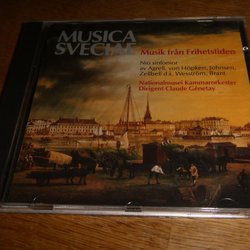 MUSICA
SVECIAE
Musik från Frihetstiden
Nio sinfonior
av Agrell, von Höpken, Johnsen,
Zellbell d.ä., Wesström, Brant
Nationalmusei Kammarorkester
Dirigent Claude Génetay